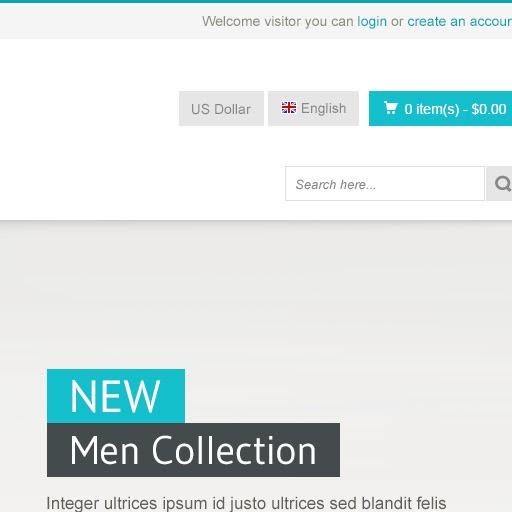 Welcome visitor you can login or create an accoun
US Dollar
English
0 item(s) - $0.00
Search here...
NEW
Men Collection
Integer ultrices ipsum id justo ultrices sed blandit felis